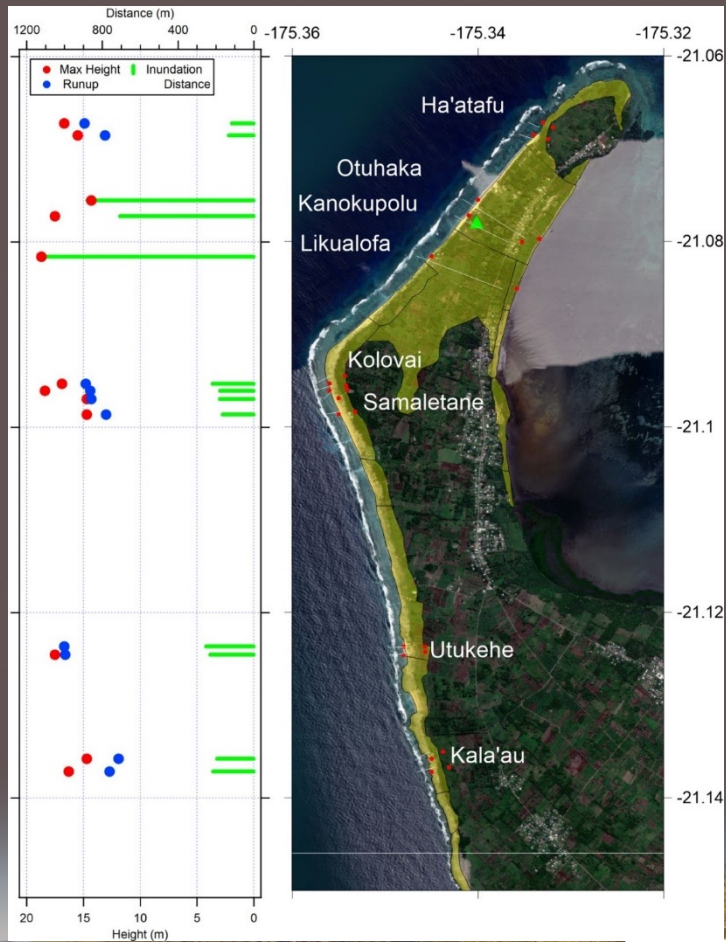 Distance (m)
1200 800 400 0
Max Height Inundation
Runup Distance
20 15 10 5 0
Height (m)
-175.36 -175.34 -175.32
-21.06
-21.08
-21.1
-21.12
-21.14
Ha'atafu
Otuhaka
Kanokupolu
Likualofa
Kolovai
Samaletane
Utukehe
Kala'au